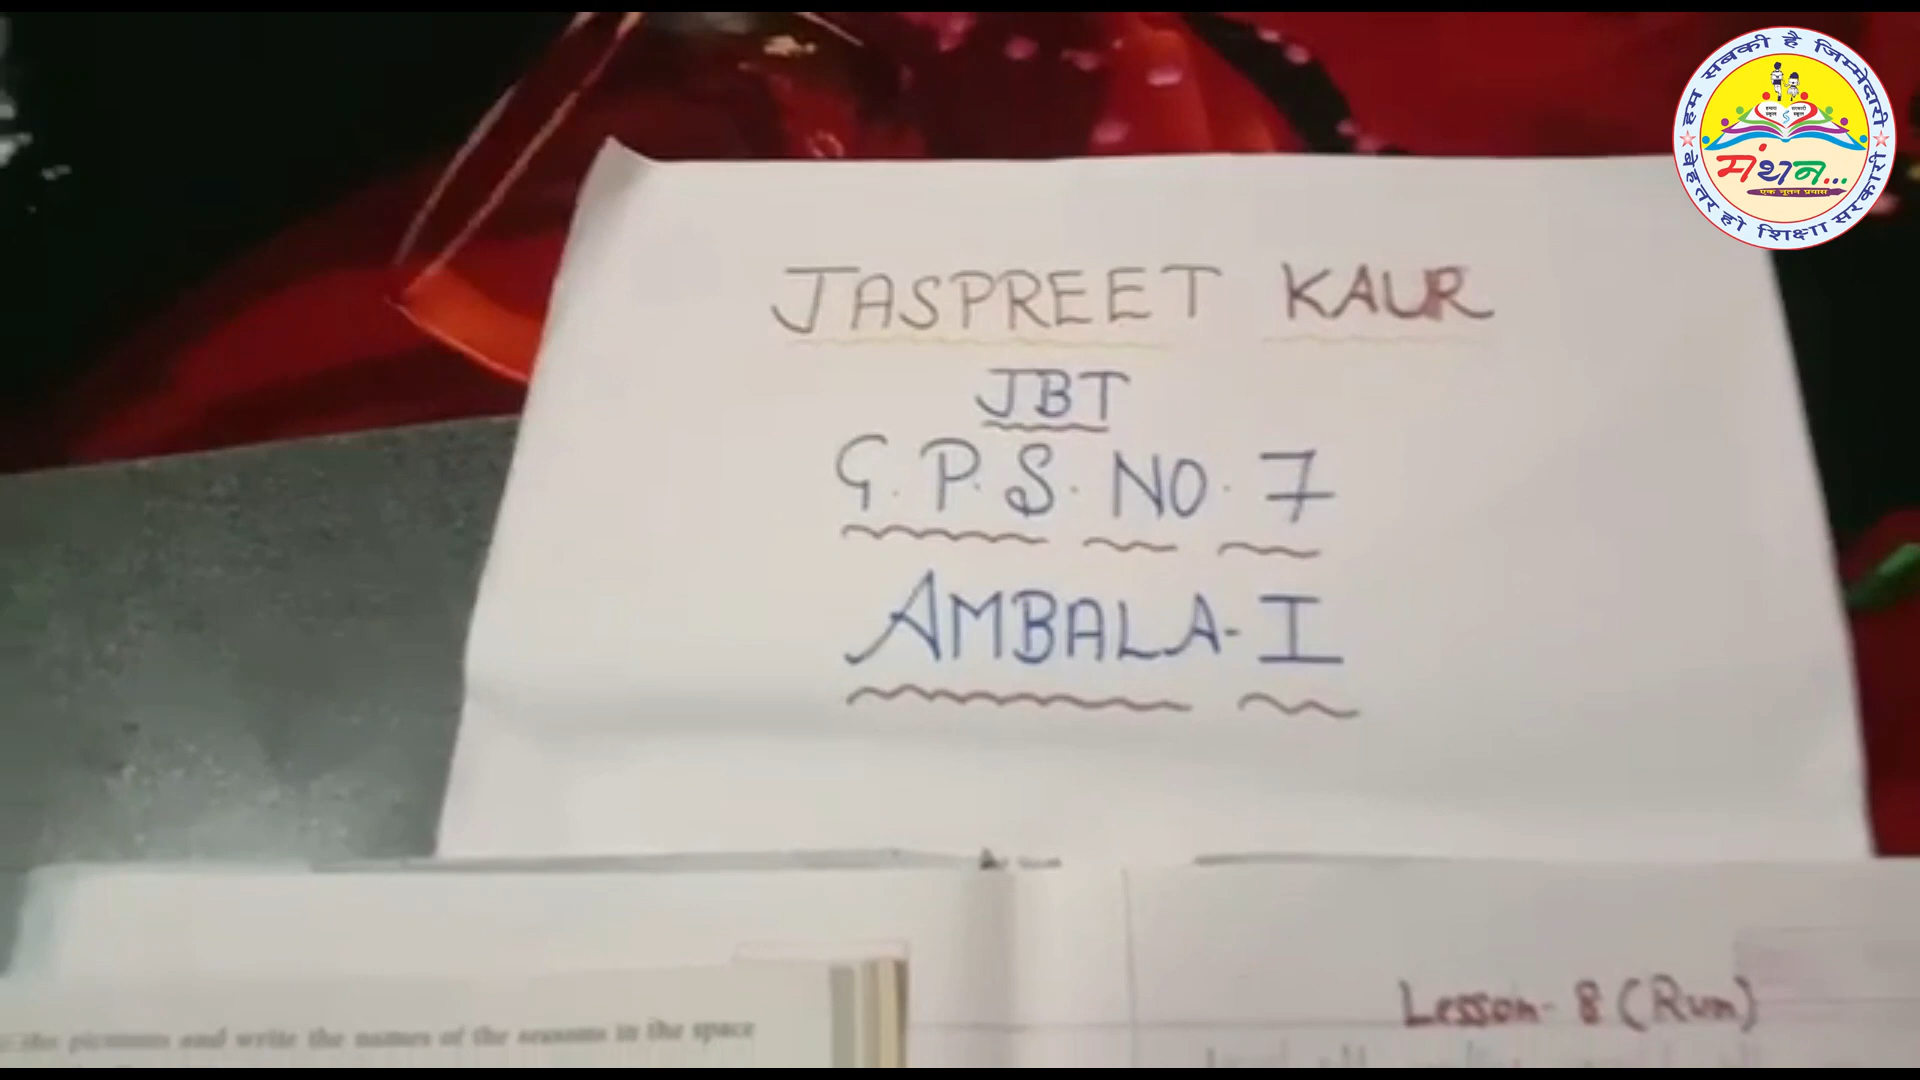 हम सबकी है जिम्मेदारी
बेहतर हो शिक्षा सरकारी
मंथन...
एक नूतन प्रयास
JASPREET KAUR
JBT
G.P.S. NO. 7
AMBALA-I
the pictures and write the names of the seasons in the space
Lesson- 8 (Run)